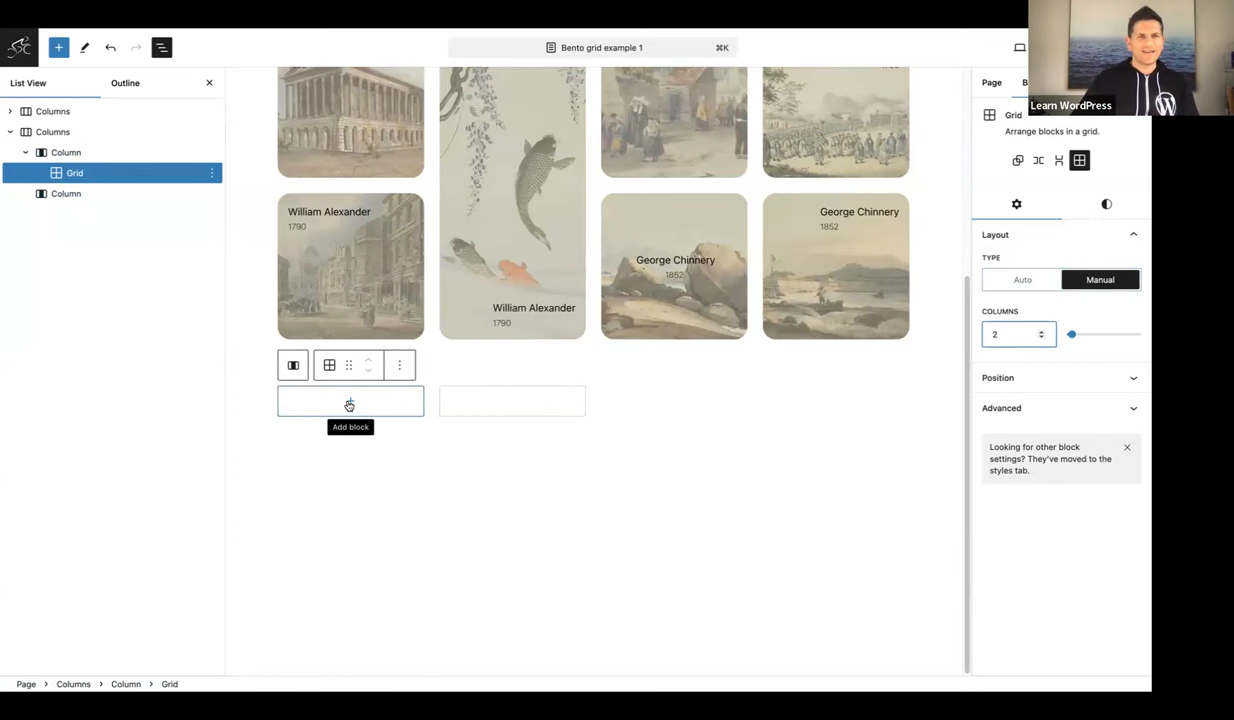 Bento grid example 1
⌘K
Learn WordPress
List View
Outline
Page
Columns
Columns
Column
Grid
Column
Grid
Arrange blocks in a grid.
William Alexander
1790
William Alexander
1790
George Chinnery
1852
George Chinnery
1852
Layout
TYPE
Auto
Manual
COLUMNS
2
Position
Advanced
Looking for other block
settings? They've moved to the
styles tab.
Add block
Page
Columns
Column
Grid